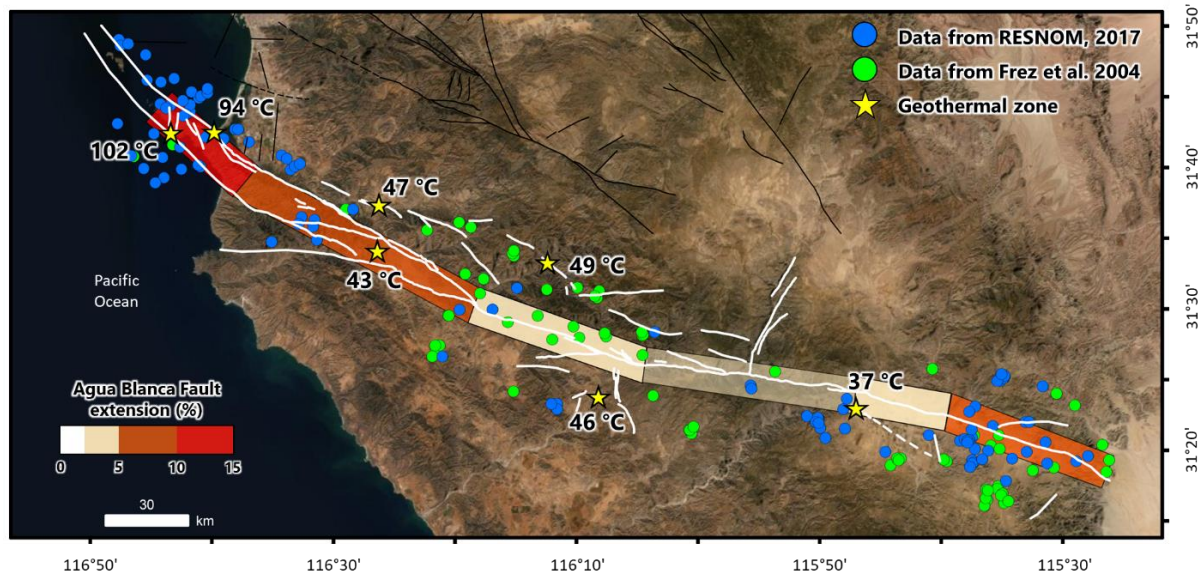 Data from RESNOM, 2017
Data from Frez et al. 2004
Geothermal zone
94 °C
102 °C
47 °C
43 °C
49 °C
37 °C
46 °C
Pacific
Ocean
Agua Blanca Fault
extension (%)
0 5 10 15
30
km
31°50'
31°40'
31°30'
31°20'
116°50' 116°30' 116°10' 115°50' 115°30'